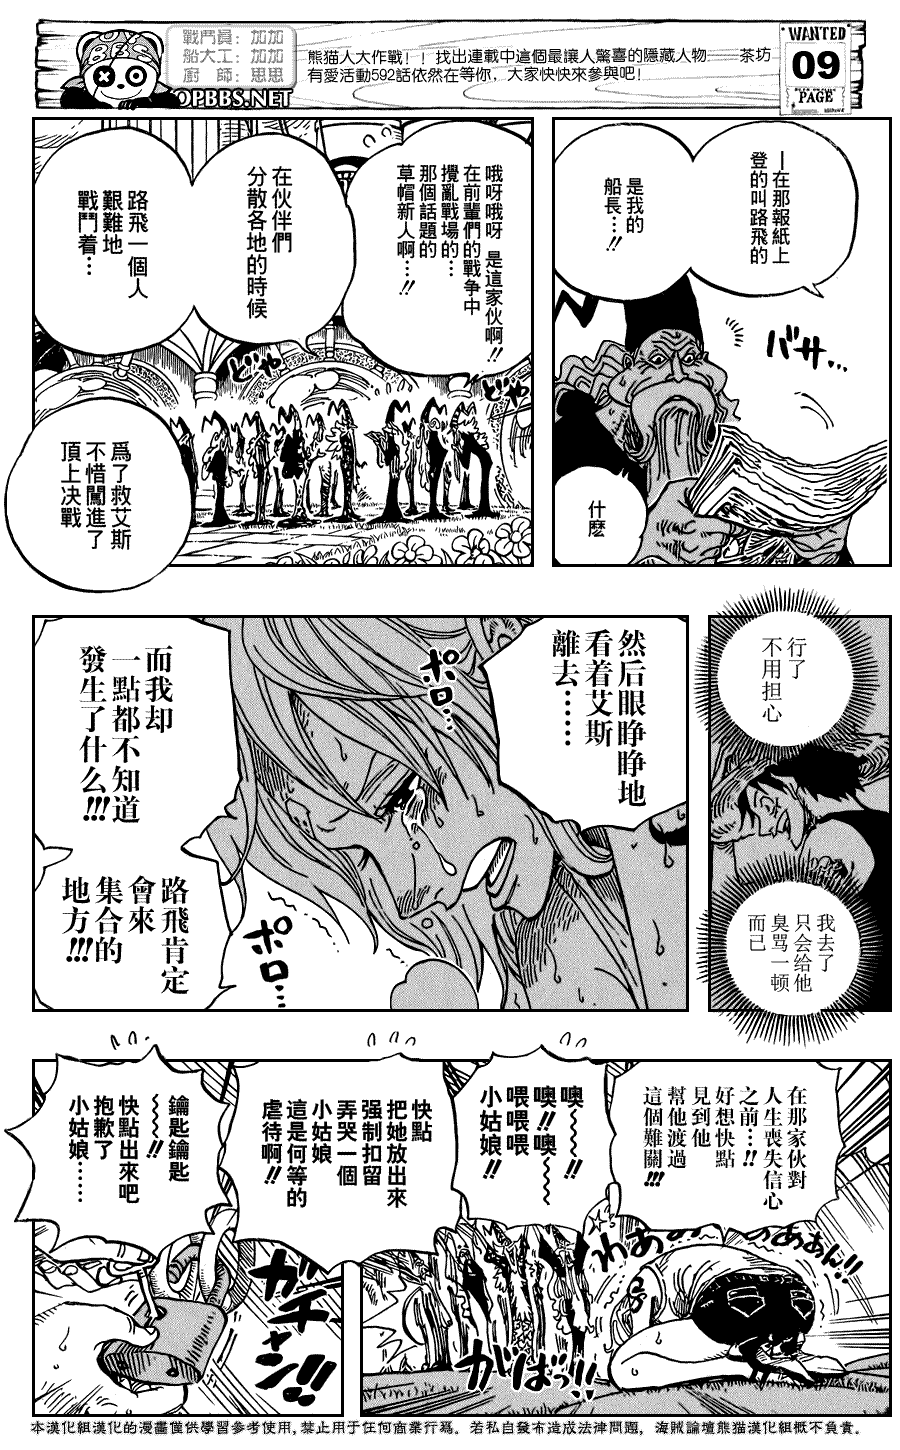 戰鬥員：加加
船大工：加加
廚　師：思思
OPBBS.NET
熊猫人大作戰！！找出連載中這個最讓人驚喜的隱藏人物——茶坊
有愛活動592話依然在等你，大家快快來參與吧！
WANTED
09
PAGE
—在那報紙上
登的叫路飛的
是我的
船長…!!
バサ…
什麽
哦呀哦呀 是這家伙啊!!
在前輩們的戰争中
攪亂戰場的…
那個話題的
草帽新人啊…!!
在伙伴們
分散各地的時候
路飛一個人
艱難地
戰鬥着…
どや
どや
爲了救艾斯
不惜闖進了
頂上决戰
行了
不用担心
我去了
只会给他
臭骂一顿
而已
然后眼睁睁地
看着艾斯
離去……
ポロ…
而我却
一點都不知道
發生了什么!!!
路飛肯定
會來
集合的
地方!!!
ポロ…
在那家伙對
人生喪失信心
之前…!!
好想快點
見到他
幫他渡過
這個難關!!!
わああ
あああん!!
噢~~~
噢!!噢~
喂喂喂~
小姑娘!!
がばっ!!
快點
把她放出來
强制扣留
弄哭一個
小姑娘
這是何等的
虐待啊!!
鑰匙鑰匙
~~~!!
快點出來吧
抱歉了
小姑娘……
ガチャン!!
本漢化組漢化的漫畫僅供學習參考使用,禁止用于任何商業行爲。若私自發布造成法律問題，海賊論壇熊猫漢化組概不負責。